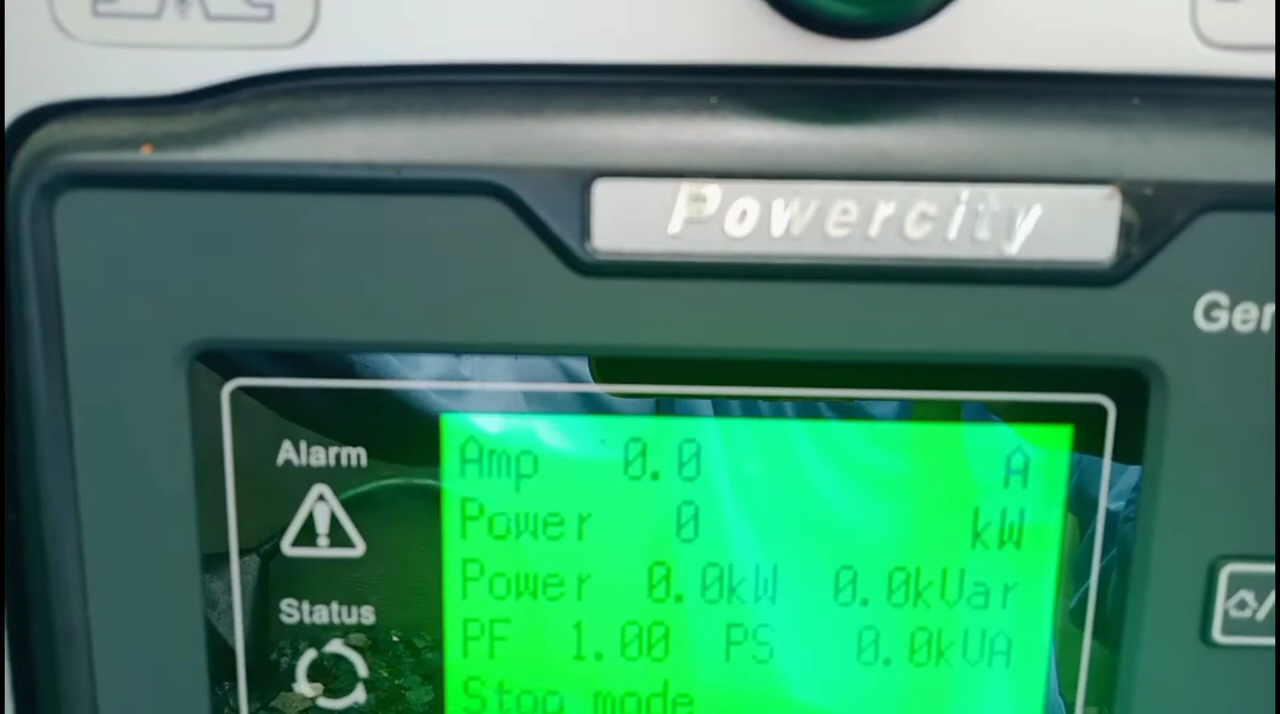 Powercity
Ger
Alarm
Status
Amp 0.0 A
Power 0 kW
Power 0.0kW 0.0kVar
PF 1.00 PS 0.0kVA
Stop mode